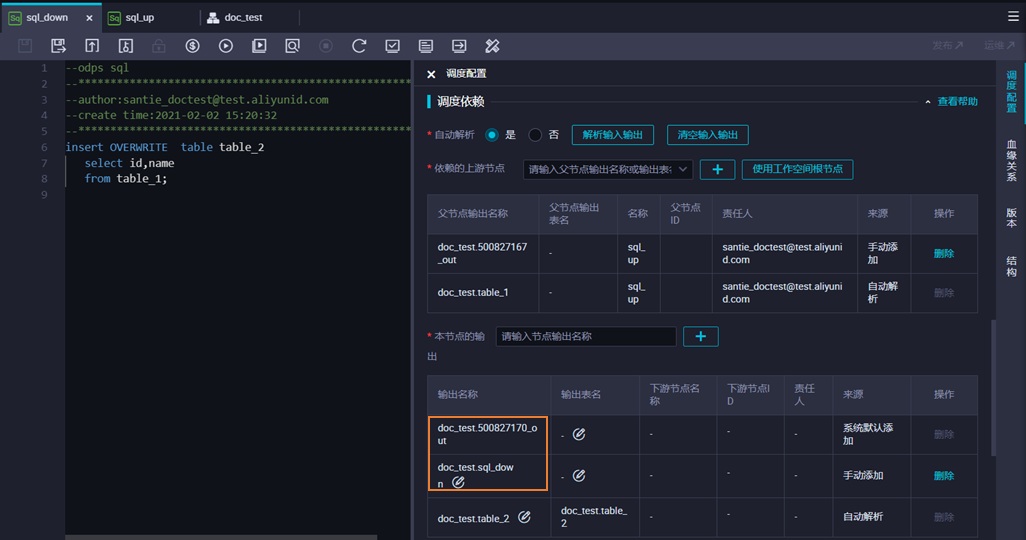 Sq sql_down ×
Sq sql_up
doc_test
发布
运维
1 --odps sql
2 --********************************************
3 --author:santie_doctest@test.aliyunid.com
4 --create time:2021-02-02 15:20:32
5 --********************************************
6 insert OVERWRITE table table_2
7 select id,name
8 from table_1;
9
× 调度配置
调度依赖
查看帮助
* 自动解析 是 否 解析输入输出 清空输入输出
* 依赖的上游节点 请输入父节点输出名称或输出表名 + 使用工作空间根节点
父节点输出名称 父节点输出表名 名称 父节点ID 责任人 来源 操作
doc_test.500827167_out - sql_up santie_doctest@test.aliyunid.com 手动添加 删除
doc_test.table_1 - sql_up santie_doctest@test.aliyunid.com 自动解析 删除
* 本节点的输出 请输入节点输出名称 +
输出名称 输出表名 下游节点名称 下游节点ID 责任人 来源 操作
doc_test.500827170_out - - - - 系统默认添加 删除
doc_test.sql_down - - - - 手动添加 删除
doc_test.table_2 doc_test.table_2 - - - 自动解析 删除
调度配置
血缘关系
版本
结构